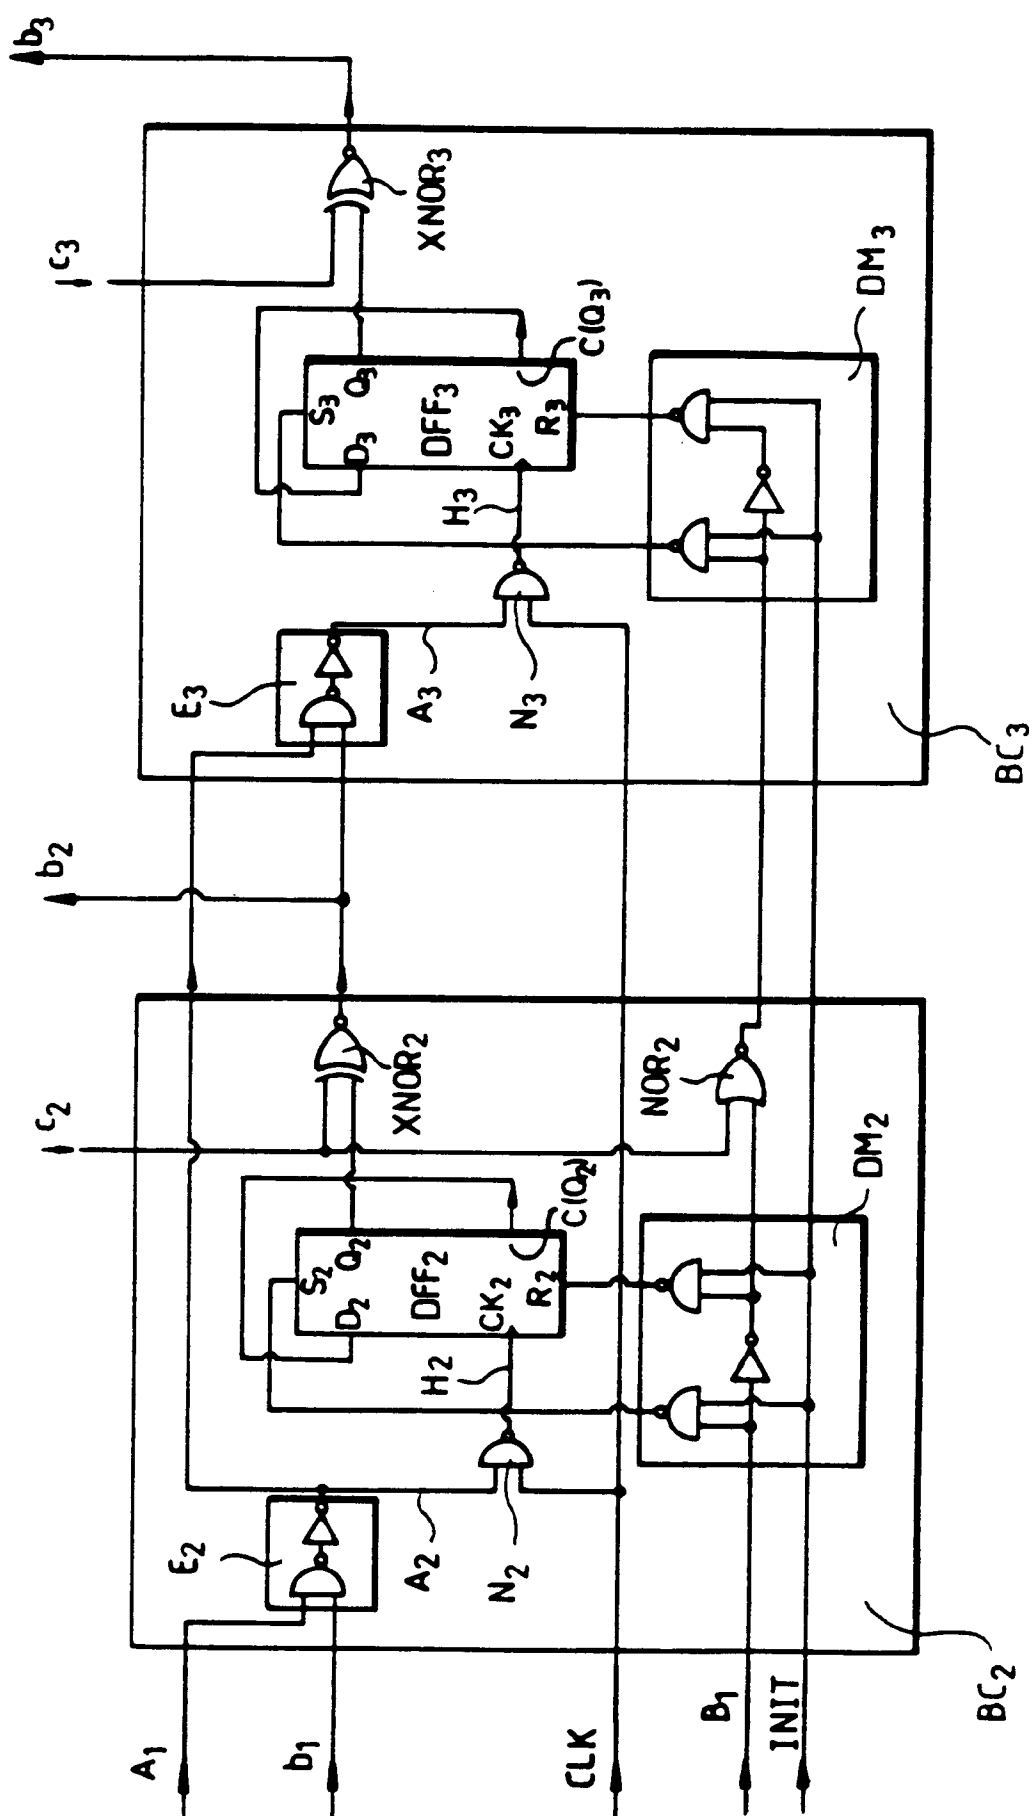 A1
b1
CLK
B1
INIT
BC2
E2
A2
N2
H2
S2
D2
Q2
DFF2
CK2
R2
C(Q2)
DM2
c2
XNOR2
NOR2
b2
BC3
E3
A3
N3
H3
S3
D3
Q3
DFF3
CK3
R3
C(Q3)
DM3
c3
XNOR3
b3